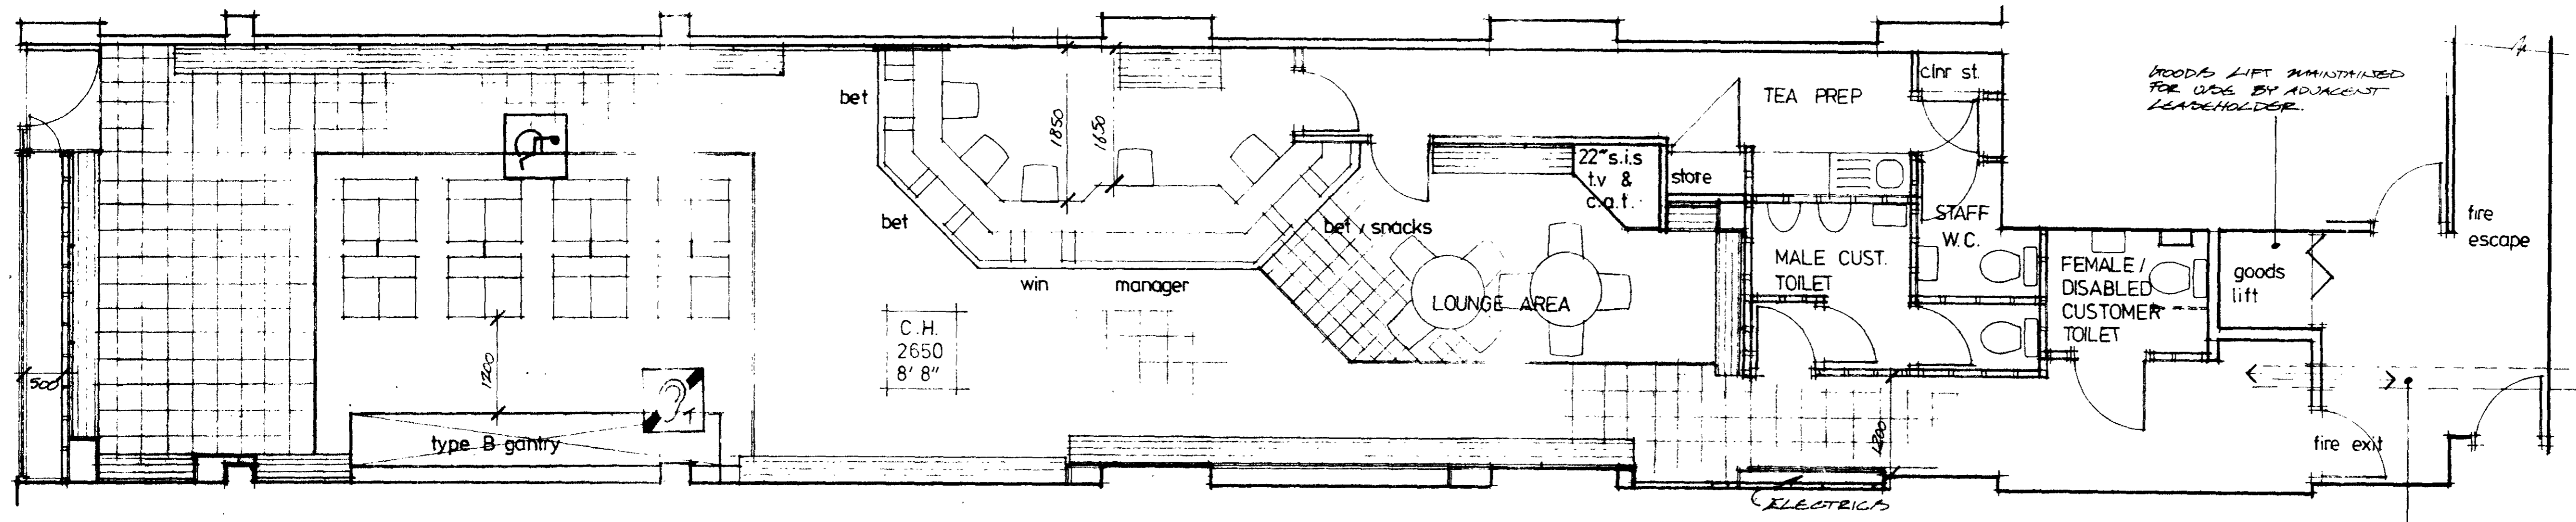 bet
1850
1650
TEA PREP
clnr st.
GOODS LIFT MAINTAINED
FOR USE BY ADJACENT
LEASEHOLDER.
22" s.i.s
t.v &
c.a.t.
store
bet
bet / snacks
STAFF
W.C.
fire
escape
MALE CUST.
TOILET
FEMALE /
DISABLED
CUSTOMER
TOILET
goods
lift
win
manager
LOUNGE AREA
C.H.
2650
8' 8"
500
1200
type B gantry
T
1200
fire exit
ELECTRICS